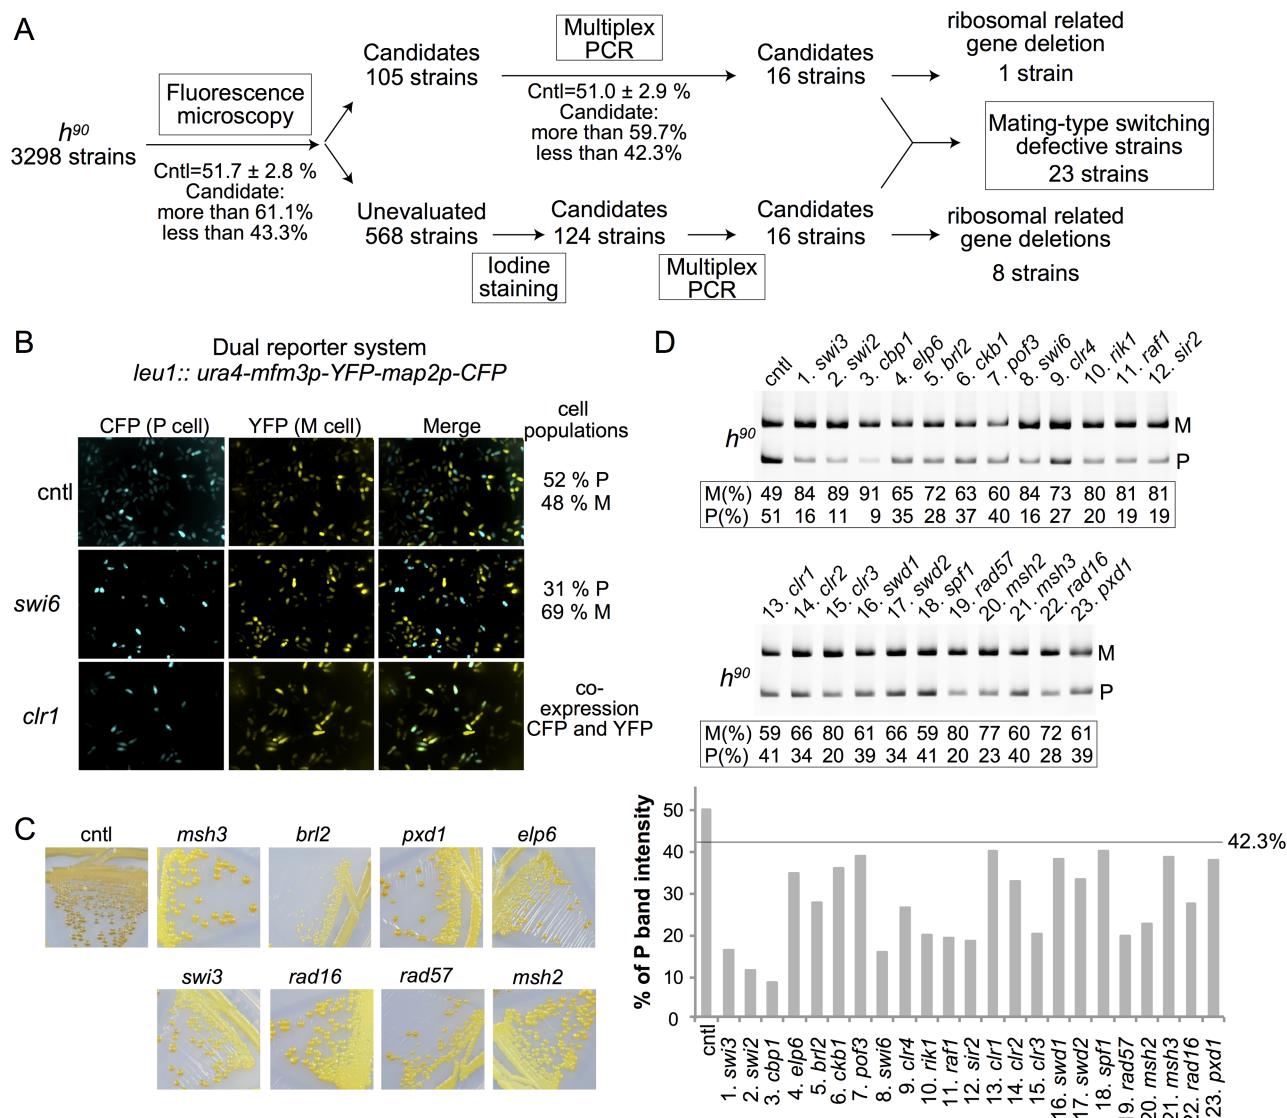 A
h90
3298 strains
Fluorescence
microscopy
Cntl=51.7 ± 2.8 %
Candidate:
more than 61.1%
less than 43.3%
Candidates
105 strains
Multiplex
PCR
Cntl=51.0 ± 2.9 %
Candidate:
more than 59.7%
less than 42.3%
Candidates
16 strains
ribosomal related
gene deletion
1 strain
Mating-type switching
defective strains
23 strains
Unevaluated
568 strains
Iodine
staining
Candidates
124 strains
Multiplex
PCR
Candidates
16 strains
ribosomal related
gene deletions
8 strains
B
Dual reporter system
leu1:: ura4-mfm3p-YFP-map2p-CFP
CFP (P cell) YFP (M cell) Merge
cell
populations
cntl
52 % P
48 % M
swi6
31 % P
69 % M
clr1
co-
expression
CFP and YFP
C
cntl msh3 brl2 pxd1 elp6
swi3 rad16 rad57 msh2
D
cntl 1. swi3 2. swi2 3. cbp1 4. elp6 5. brl2 6. ckb1 7. pof3 8. swi6 9. clr4 10. rik1 11. raf1 12. sir2
h90
M
P
M(%) 49 84 89 91 65 72 63 60 84 73 80 81 81
P(%) 51 16 11 9 35 28 37 40 16 27 20 19 19
13. clr1 14. clr2 15. clr3 16. swd1 17. swd2 18. spf1 19. rad57 20. msh2 21. msh3 22. rad16 23. pxd1
h90
M
P
M(%) 59 66 80 61 66 59 80 77 60 72 61
P(%) 41 34 20 39 34 41 20 23 40 28 39
% of P band intensity
50
40
30
20
10
0
42.3%
cntl 1. swi3 2. swi2 3. cbp1 4. elp6 5. brl2 6. ckb1 7. pof3 8. swi6 9. clr4 10. rik1 11. raf1 12. sir2 13. clr1 14. clr2 15. clr3 16. swd1 17. swd2 18. spf1 19. rad57 20. msh2 21. msh3 22. rad16 23. pxd1